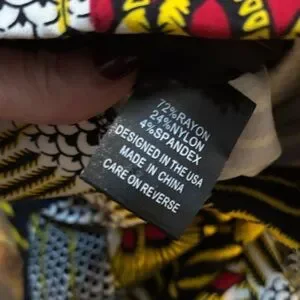 72%RAYON
24%NYLON
4%SPANDEX
DESIGNED IN THE USA
MADE IN CHINA
CARE ON REVERSE